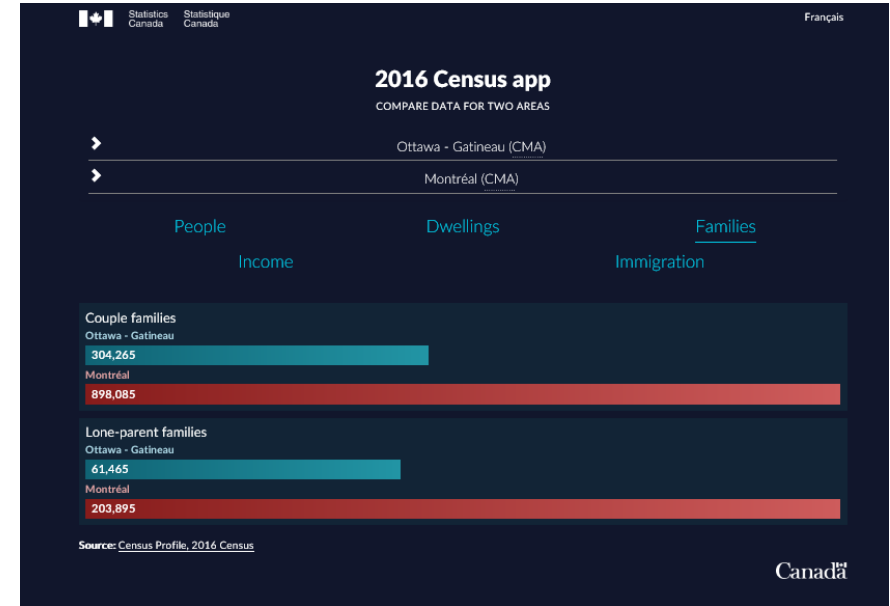 Statistics Statistique
Canada Canada
Français
2016 Census app
COMPARE DATA FOR TWO AREAS
Ottawa - Gatineau (CMA)
Montréal (CMA)
People Dwellings Families
Income Immigration
Couple families
Ottawa - Gatineau
304,265
Montréal
898,085
Lone-parent families
Ottawa - Gatineau
61,465
Montréal
203,895
Source: Census Profile, 2016 Census
Canada